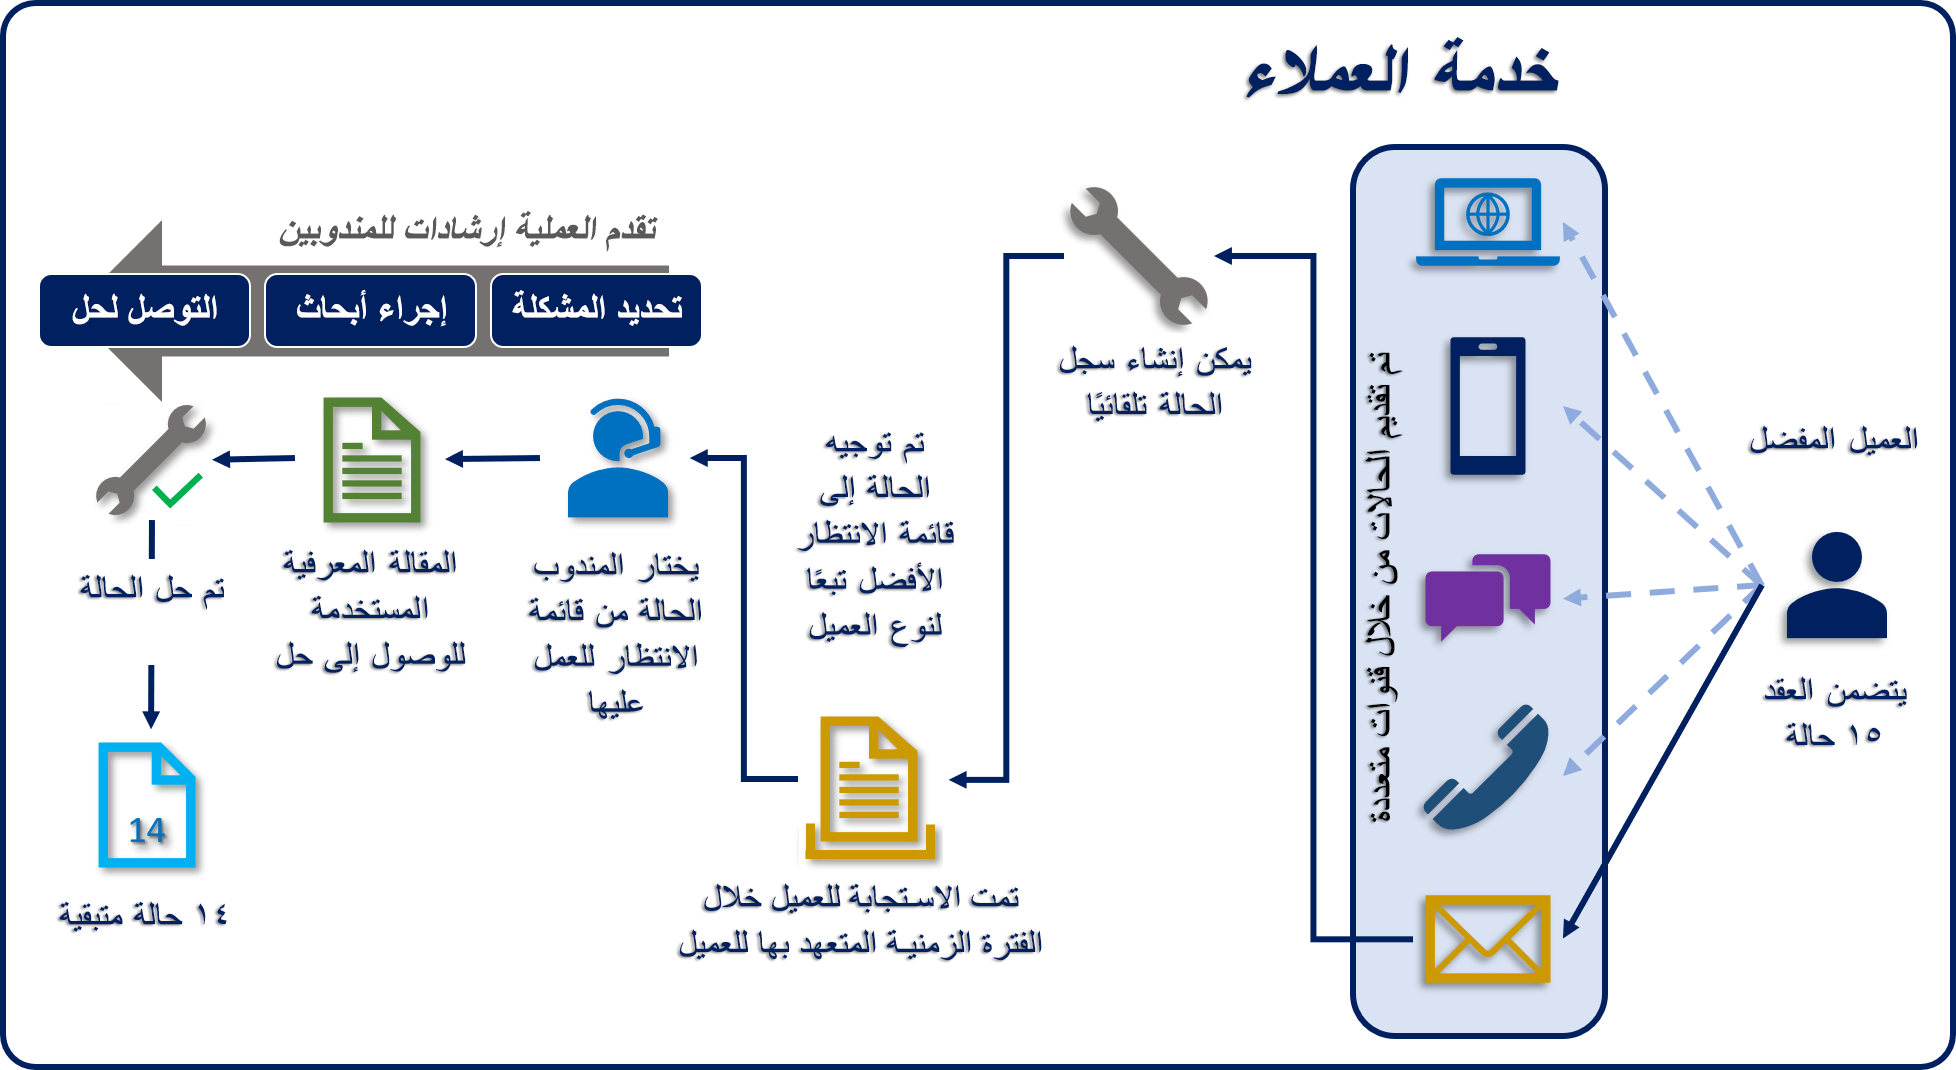 خدمة العملاء
العميل المفضل
يتضمن العقد
١٥ حالة
تم تقديم الحالات من خلال قنوات متعددة
يمكن إنشاء سجل
الحالة تلقائيًا
تم توجيه
الحالة إلى
قائمة الانتظار
الأفضل تبعًا
لنوع العميل
تمت الاستجابة للعميل خلال
الفترة الزمنية المتعهد بها للعميل
تقدم العملية إرشادات للمندوبين
تحديد المشكلة
إجراء أبحاث
التوصل لحل
يختار المندوب
الحالة من قائمة
الانتظار للعمل
عليها
المقالة المعرفية
المستخدمة
للوصول إلى حل
تم حل الحالة
14
١٤ حالة متبقية